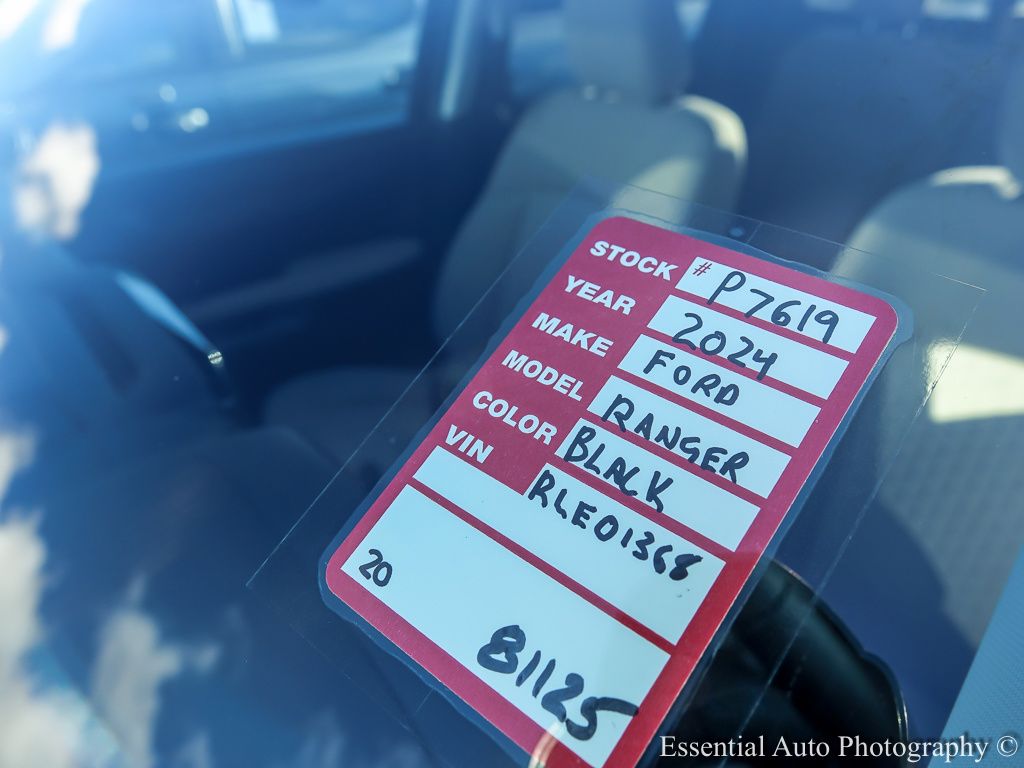 STOCK # P7619
YEAR 2024
MAKE FORD
MODEL RANGER
COLOR BLACK
VIN RLE01368
20
81125
Essential Auto Photography ©